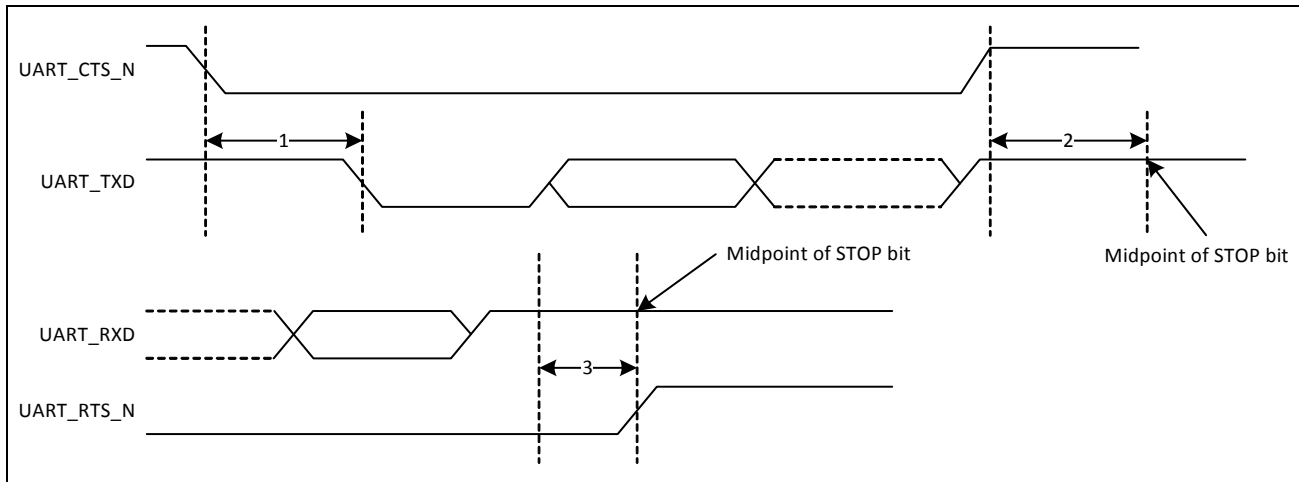 UART_CTS_N
1
2
UART_TXD
Midpoint of STOP bit
Midpoint of STOP bit
UART_RXD
3
UART_RTS_N